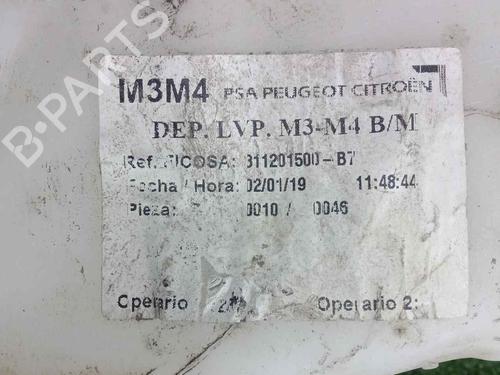 M3M4 PSA PEUGEOT CITROËN
DEP. LVP. M3-M4 B/M
Ref. FICOSA: 811201500-B7
Fecha / Hora: 02/01/19 11:48:44
Pieza: 0010 / 0046
Operario Operario 2:
B-PARTS